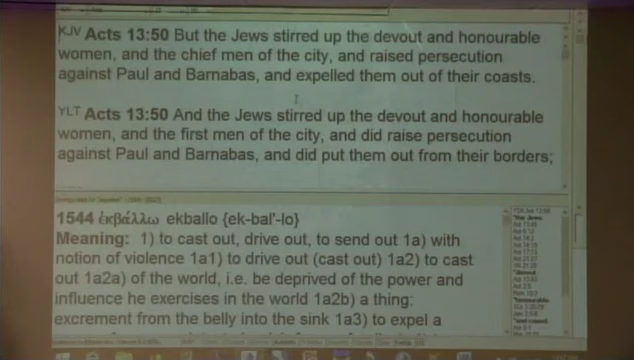 KJV Acts 13:50 But the Jews stirred up the devout and honourable
women, and the chief men of the city, and raised persecution
against Paul and Barnabas, and expelled them out of their coasts.
YLT Acts 13:50 And the Jews stirred up the devout and honourable
women, and the first men of the city, and did raise persecution
against Paul and Barnabas, and did put them out from their borders;
1544 ἐκβάλλω ekballo {ek-bal'-lo}
Meaning: 1) to cast out, drive out, to send out 1a) with
notion of violence 1a1) to drive out (cast out) 1a2) to cast
out 1a2a) of the world, i.e. be deprived of the power and
influence he exercises in the world 1a2b) a thing:
excrement from the belly into the sink 1a3) to expel a